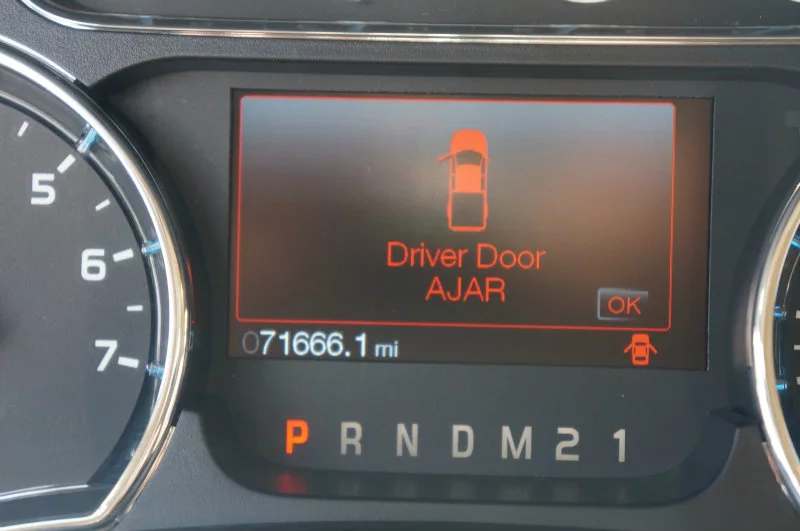 5
6
7
Driver Door
AJAR
OK
071666.1 mi
P R N D M 2 1